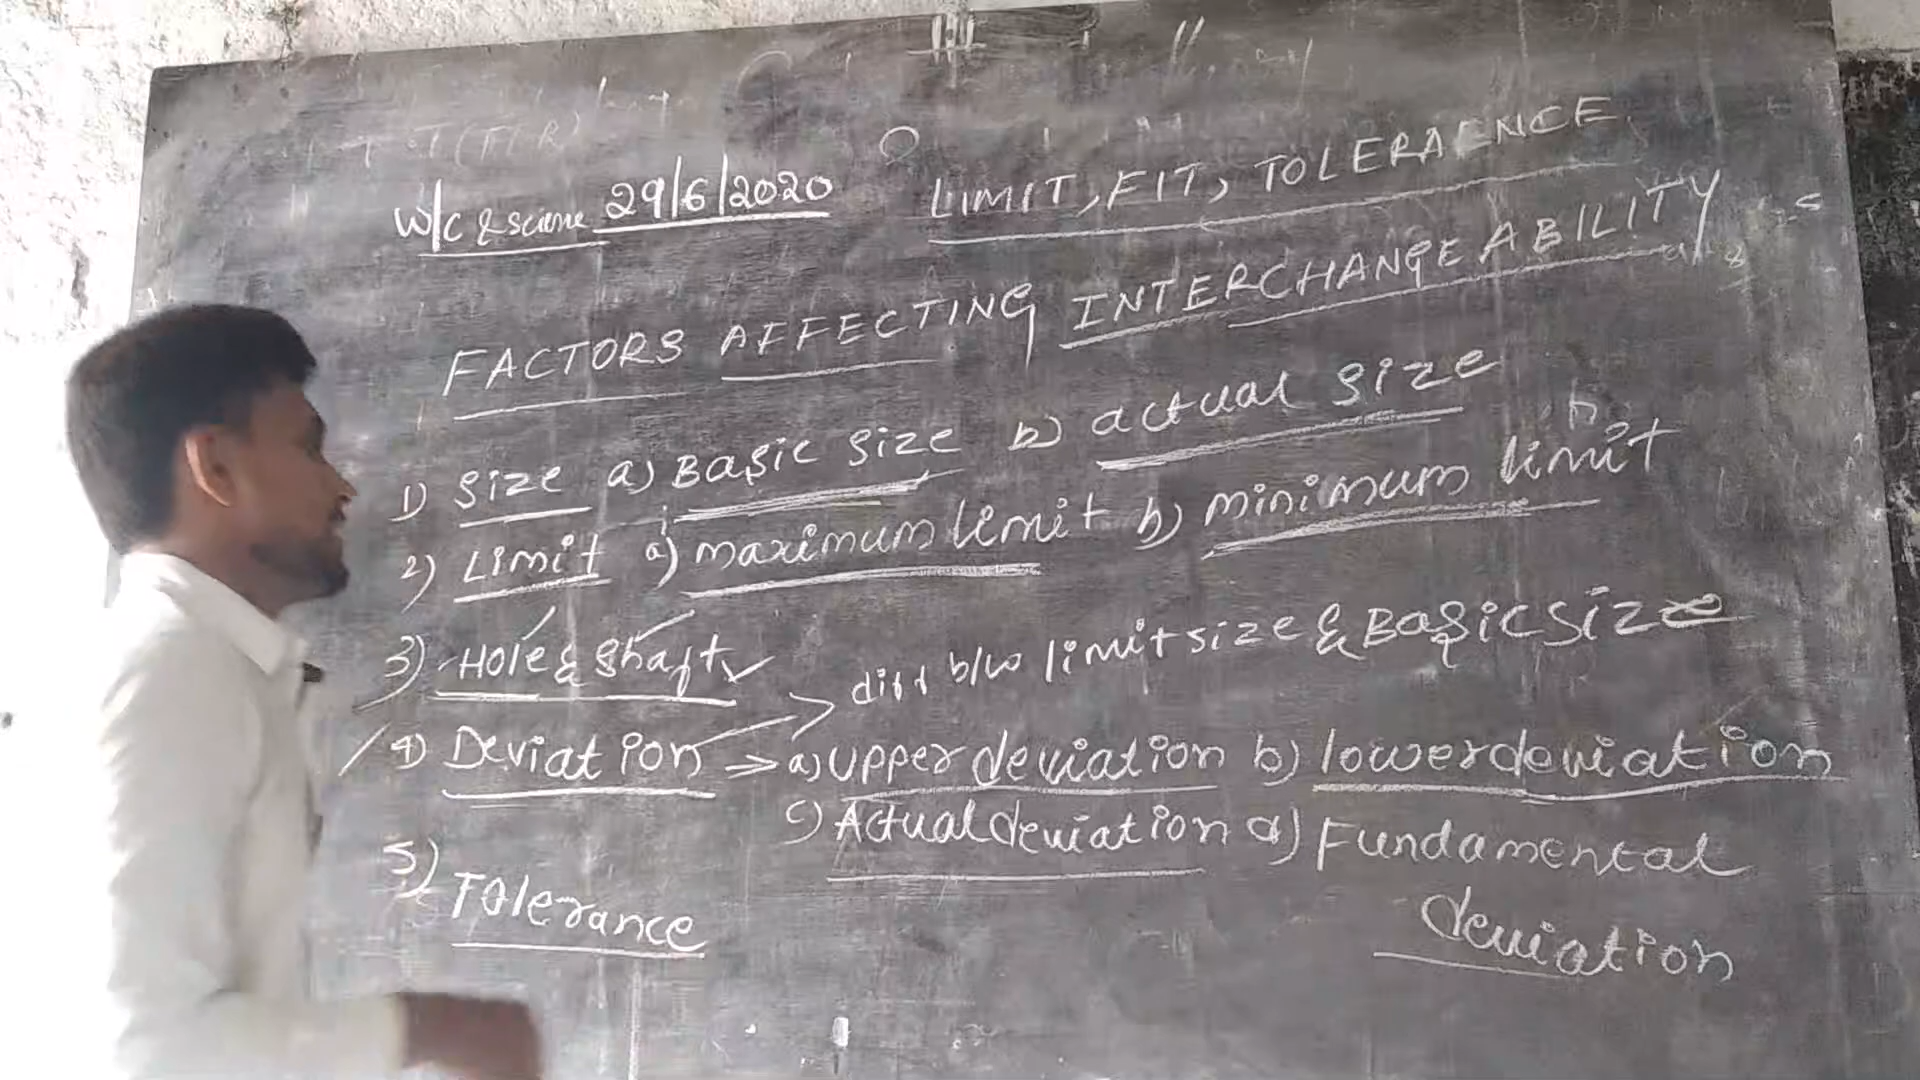 W/C & science 29/6/2020 LIMIT, FIT, TOLERAENCE
FACTORS AFFECTING INTERCHANGEABILITY
1) Size a) Basic size b) actual size
2) Limit a) maximum limit b) minimum limit
3) Hole & shaft
diff b/w limit size & Basic size
4) Deviation → a) upper deviation b) lower deviation
c) Actual deviation d) Fundamental
deviation
5) Tolerance